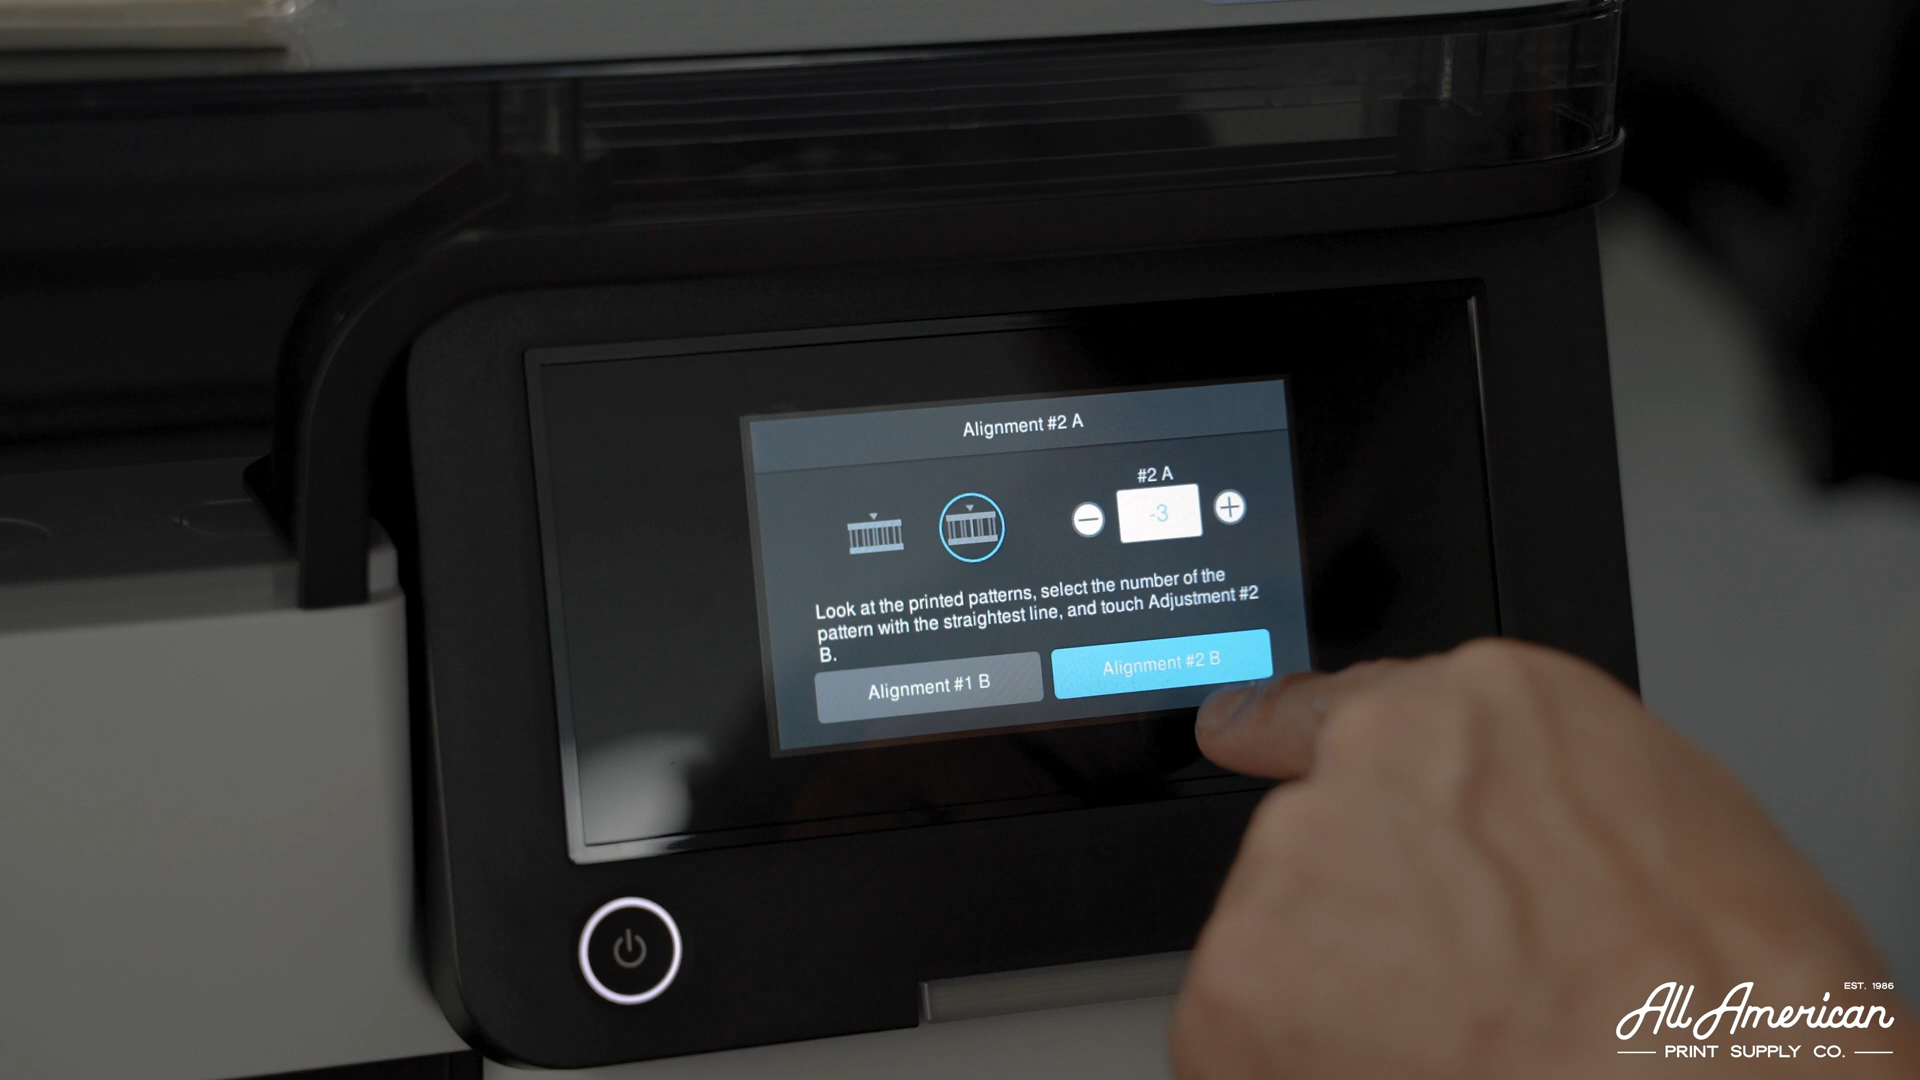 Alignment #2 A
#2 A
-3
Look at the printed patterns, select the number of the
pattern with the straightest line, and touch Adjustment #2
B.
Alignment #1 B
Alignment #2 B
EST. 1986
All American
PRINT SUPPLY CO.